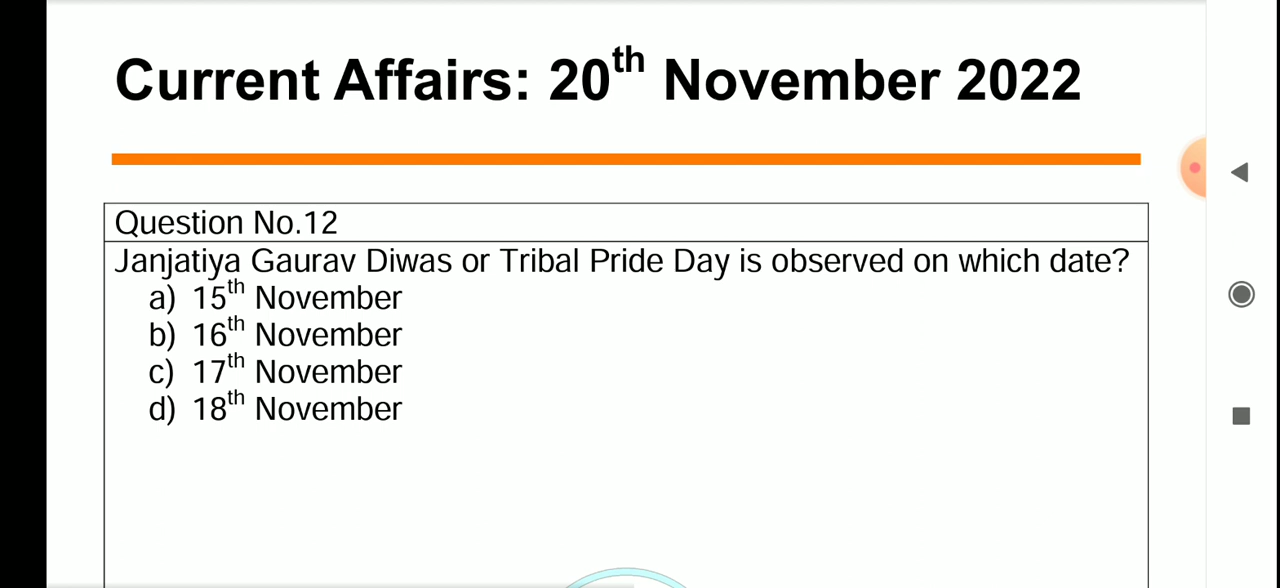 Current Affairs: 20th November 2022
Question No.12
Janjatiya Gaurav Diwas or Tribal Pride Day is observed on which date?
a) 15th November
b) 16th November
c) 17th November
d) 18th November